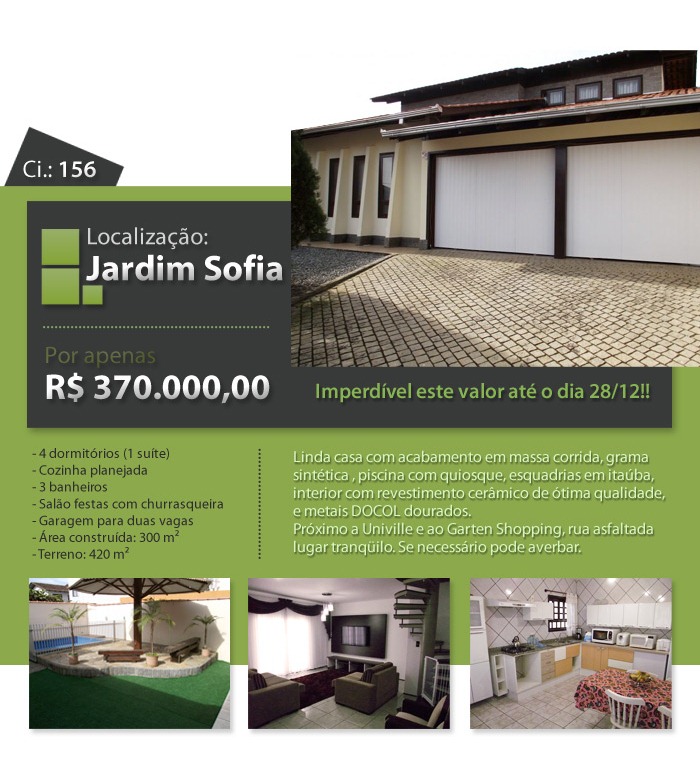 Ci.: 156
Localização:
Jardim Sofia
Por apenas
R$ 370.000,00
Imperdível este valor até o dia 28/12!!
- 4 dormitórios (1 suíte)
- Cozinha planejada
- 3 banheiros
- Salão festas com churrasqueira
- Garagem para duas vagas
- Área construída: 300 m²
- Terreno: 420 m²
Linda casa com acabamento em massa corrida, grama
sintética , piscina com quiosque, esquadrias em itaúba,
interior com revestimento cerâmico de ótima qualidade,
e metais DOCOL dourados.
Próximo a Univille e ao Garten Shopping, rua asfaltada
lugar tranqüilo. Se necessário pode averbar.